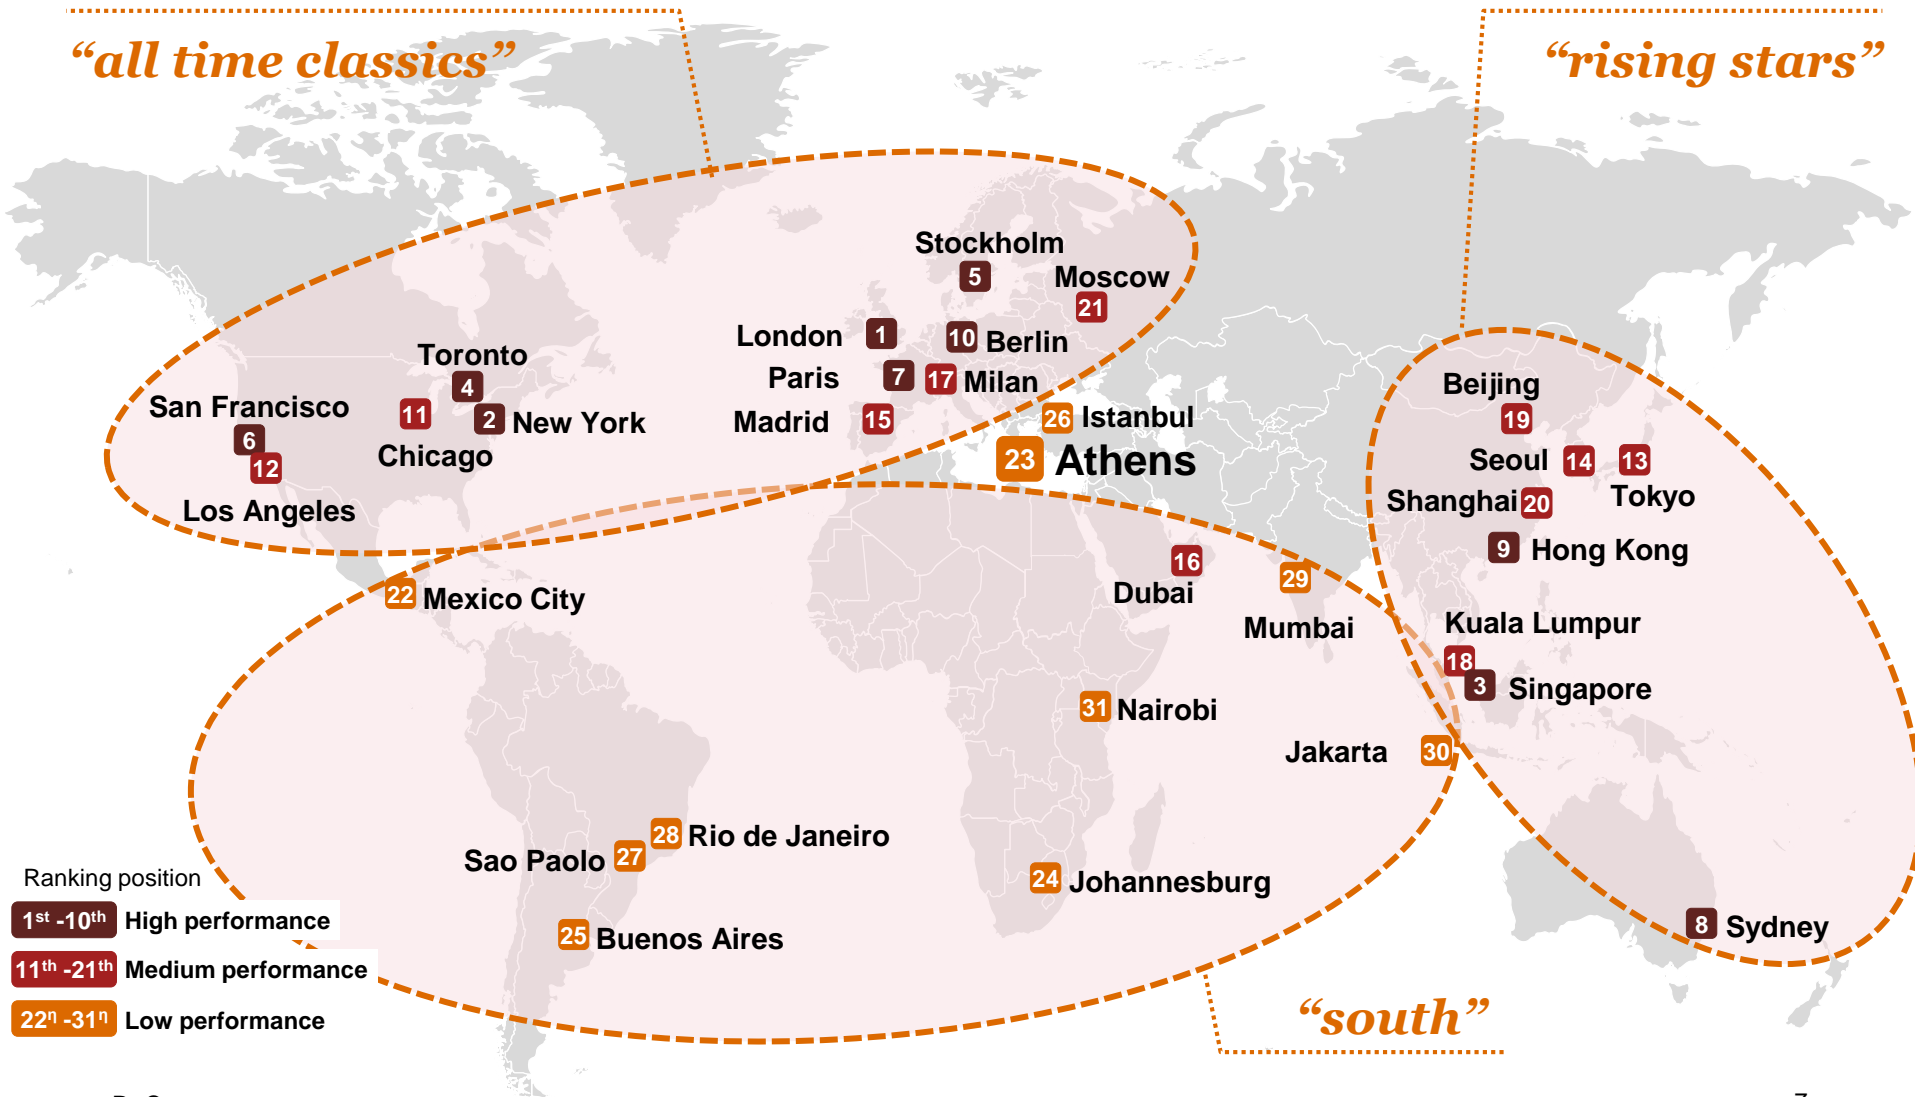 “all time classics”
“rising stars”
Stockholm
5
Moscow
21
London 1
10 Berlin
Toronto
4
Paris 7
17 Milan
San Francisco
6
11
Chicago
2 New York
Madrid 15
26 Istanbul
23 Athens
12
Los Angeles
Beijing
19
Seoul 14
13
Tokyo
Shanghai 20
9 Hong Kong
22 Mexico City
16
Dubai
29
Mumbai
Kuala Lumpur
18
3 Singapore
31 Nairobi
Jakarta 30
28 Rio de Janeiro
Sao Paolo 27
24 Johannesburg
25 Buenos Aires
8 Sydney
Ranking position
1st -10th High performance
11th -21th Medium performance
22η -31η Low performance
“south”